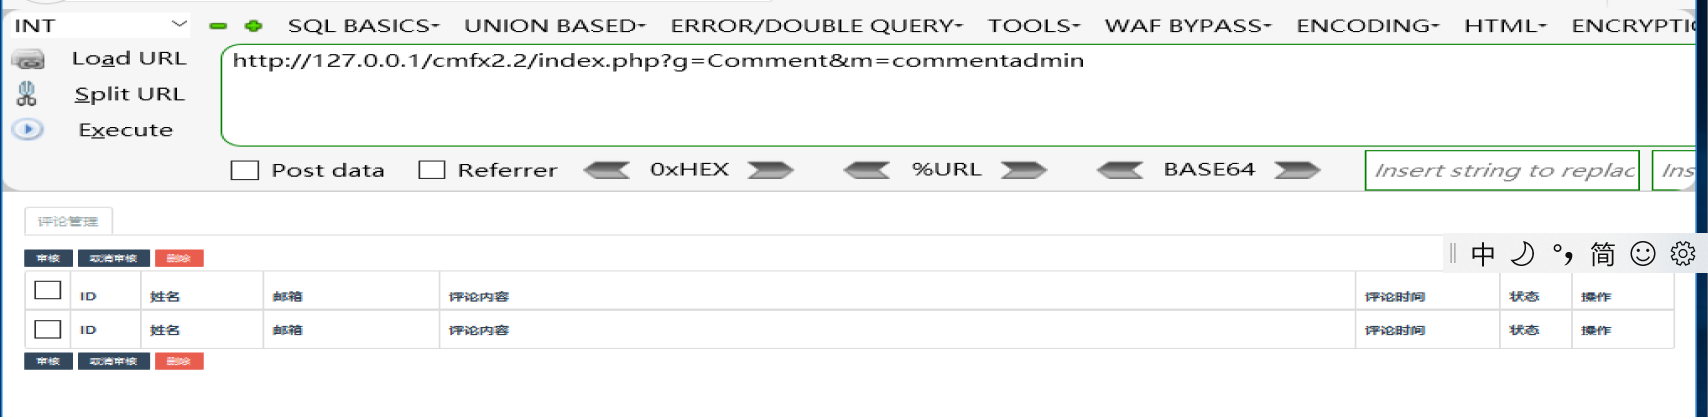 INT SQL BASICS- UNION BASED- ERROR/DOUBLE QUERY- TOOLS- WAF BYPASS- ENCODING- HTML- ENCRYPTI
Load URL
http://127.0.0.1/cmfx2.2/index.php?g=Comment&m=commentadmin
Split URL
Execute
Post data Referrer 0xHEX %URL BASE64 Insert string to replac Ins
评论管理
审核 取消审核 删除
中 °, 简
ID 姓名 邮箱 评论内容 评论时间 状态 操作
ID 姓名 邮箱 评论内容 评论时间 状态 操作
审核 取消审核 删除